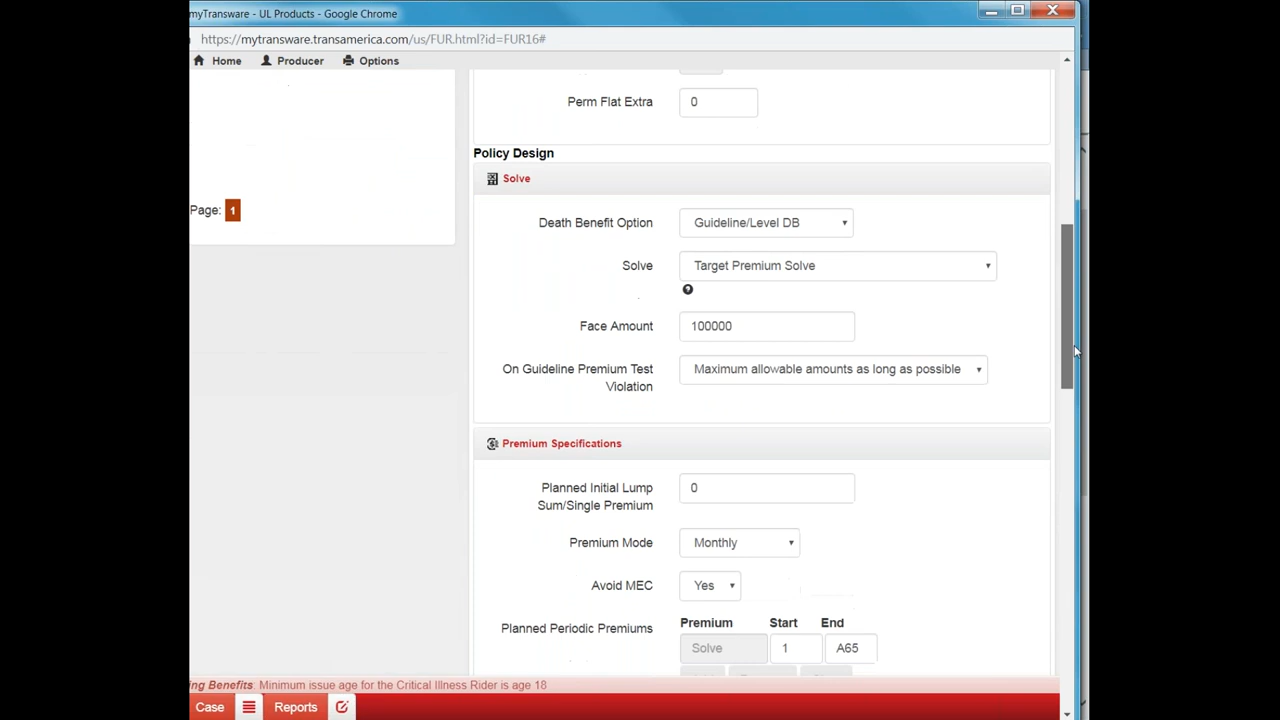 myTransware - UL Products - Google Chrome
https://mytransware.transamerica.com/us/FUR.html?id=FUR16#
Home Producer Options
Perm Flat Extra 0
Policy Design
Page: 1
Solve
Death Benefit Option Guideline/Level DB
Solve Target Premium Solve
Face Amount 100000
On Guideline Premium Test Maximum allowable amounts as long as possible
Violation
Premium Specifications
Planned Initial Lump 0
Sum/Single Premium
Premium Mode Monthly
Avoid MEC Yes
Premium Start End
Planned Periodic Premiums
Solve 1 A65
ing Benefits: Minimum issue age for the Critical Illness Rider is age 18
Case Reports